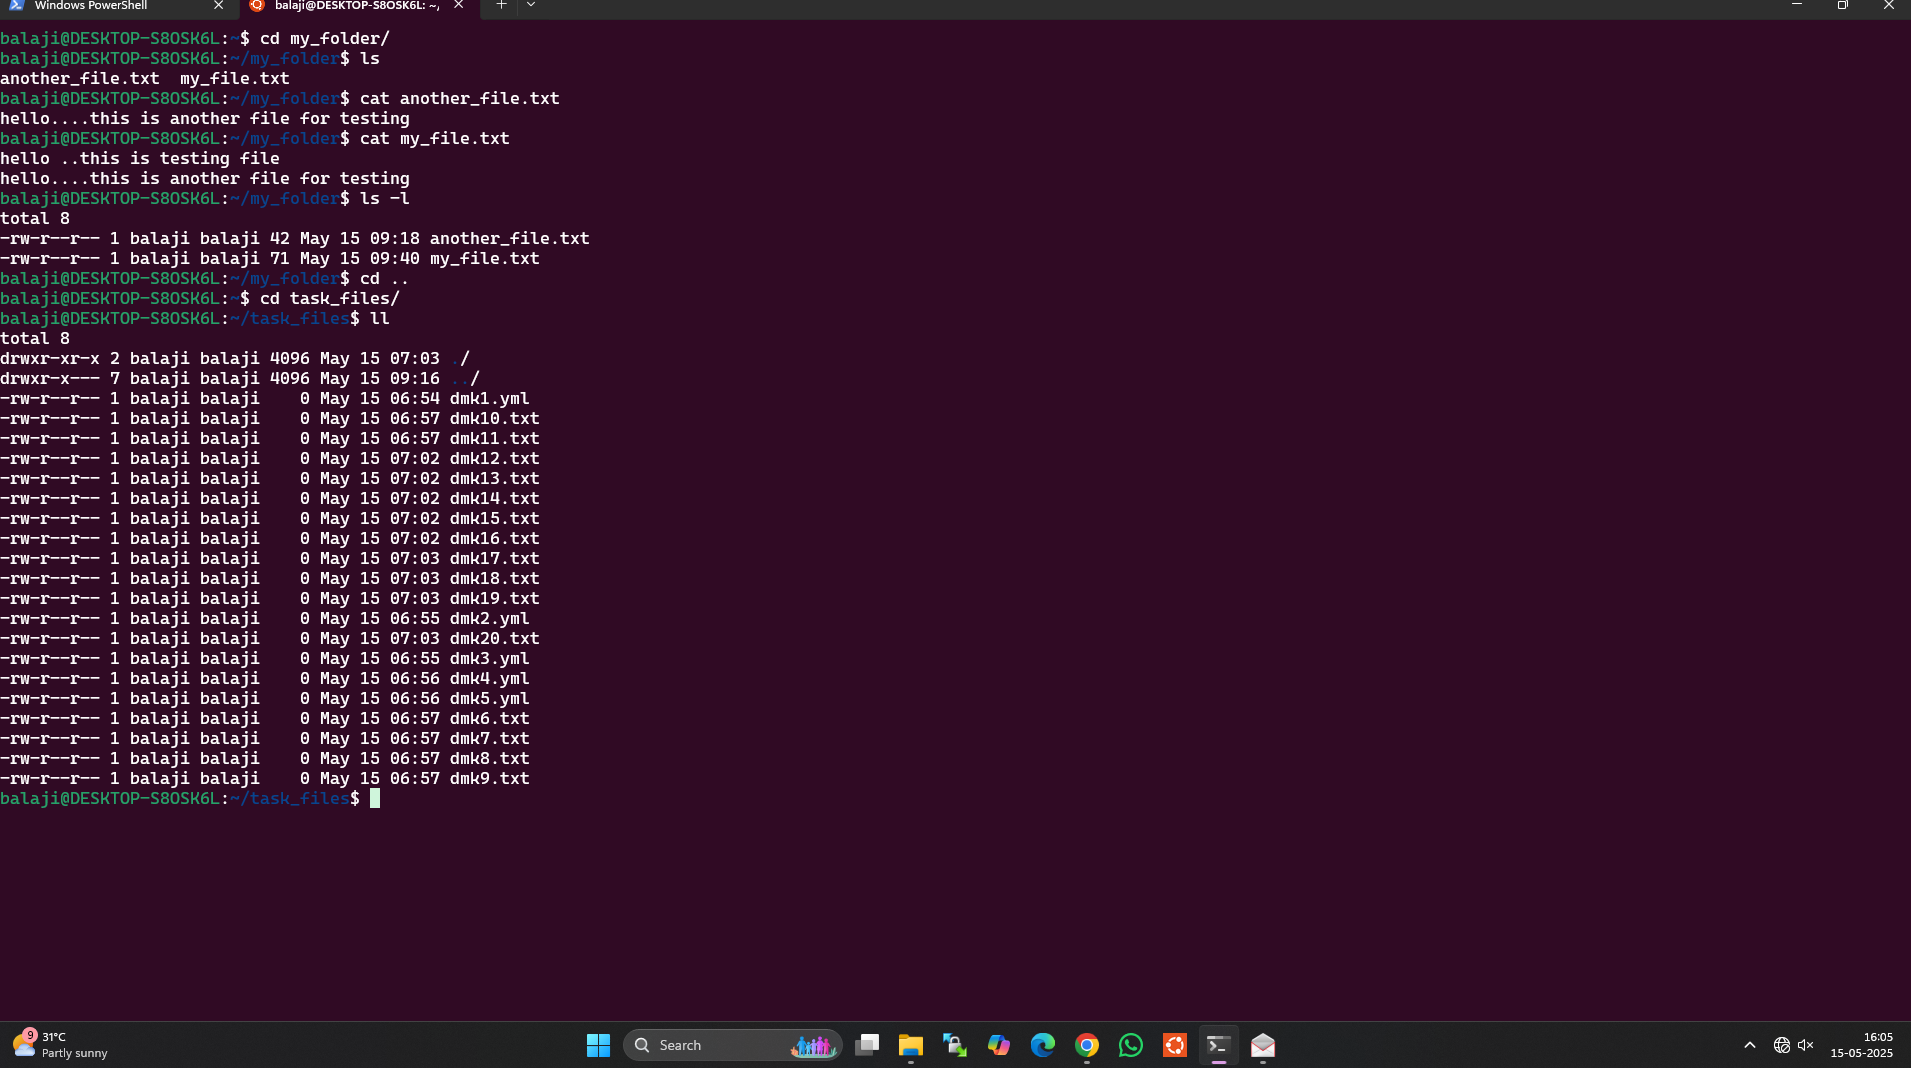 Windows PowerShell
balaji@DESKTOP-S8OSK6L: ~/
balaji@DESKTOP-S8OSK6L:~$ cd my_folder/
balaji@DESKTOP-S8OSK6L:~/my_folder$ ls
another_file.txt  my_file.txt
balaji@DESKTOP-S8OSK6L:~/my_folder$ cat another_file.txt
hello....this is another file for testing
balaji@DESKTOP-S8OSK6L:~/my_folder$ cat my_file.txt
hello ..this is testing file
hello....this is another file for testing
balaji@DESKTOP-S8OSK6L:~/my_folder$ ls -l
total 8
-rw-r--r-- 1 balaji balaji 42 May 15 09:18 another_file.txt
-rw-r--r-- 1 balaji balaji 71 May 15 09:40 my_file.txt
balaji@DESKTOP-S8OSK6L:~/my_folder$ cd ..
balaji@DESKTOP-S8OSK6L:~$ cd task_files/
balaji@DESKTOP-S8OSK6L:~/task_files$ ll
total 8
drwxr-xr-x 2 balaji balaji 4096 May 15 07:03 ./
drwxr-x--- 7 balaji balaji 4096 May 15 09:16 ../
-rw-r--r-- 1 balaji balaji    0 May 15 06:54 dmk1.yml
-rw-r--r-- 1 balaji balaji    0 May 15 06:57 dmk10.txt
-rw-r--r-- 1 balaji balaji    0 May 15 06:57 dmk11.txt
-rw-r--r-- 1 balaji balaji    0 May 15 07:02 dmk12.txt
-rw-r--r-- 1 balaji balaji    0 May 15 07:02 dmk13.txt
-rw-r--r-- 1 balaji balaji    0 May 15 07:02 dmk14.txt
-rw-r--r-- 1 balaji balaji    0 May 15 07:02 dmk15.txt
-rw-r--r-- 1 balaji balaji    0 May 15 07:02 dmk16.txt
-rw-r--r-- 1 balaji balaji    0 May 15 07:03 dmk17.txt
-rw-r--r-- 1 balaji balaji    0 May 15 07:03 dmk18.txt
-rw-r--r-- 1 balaji balaji    0 May 15 07:03 dmk19.txt
-rw-r--r-- 1 balaji balaji    0 May 15 06:55 dmk2.yml
-rw-r--r-- 1 balaji balaji    0 May 15 07:03 dmk20.txt
-rw-r--r-- 1 balaji balaji    0 May 15 06:55 dmk3.yml
-rw-r--r-- 1 balaji balaji    0 May 15 06:56 dmk4.yml
-rw-r--r-- 1 balaji balaji    0 May 15 06:56 dmk5.yml
-rw-r--r-- 1 balaji balaji    0 May 15 06:57 dmk6.txt
-rw-r--r-- 1 balaji balaji    0 May 15 06:57 dmk7.txt
-rw-r--r-- 1 balaji balaji    0 May 15 06:57 dmk8.txt
-rw-r--r-- 1 balaji balaji    0 May 15 06:57 dmk9.txt
balaji@DESKTOP-S8OSK6L:~/task_files$
9
31°C
Partly sunny
Search
16:05
15-05-2025